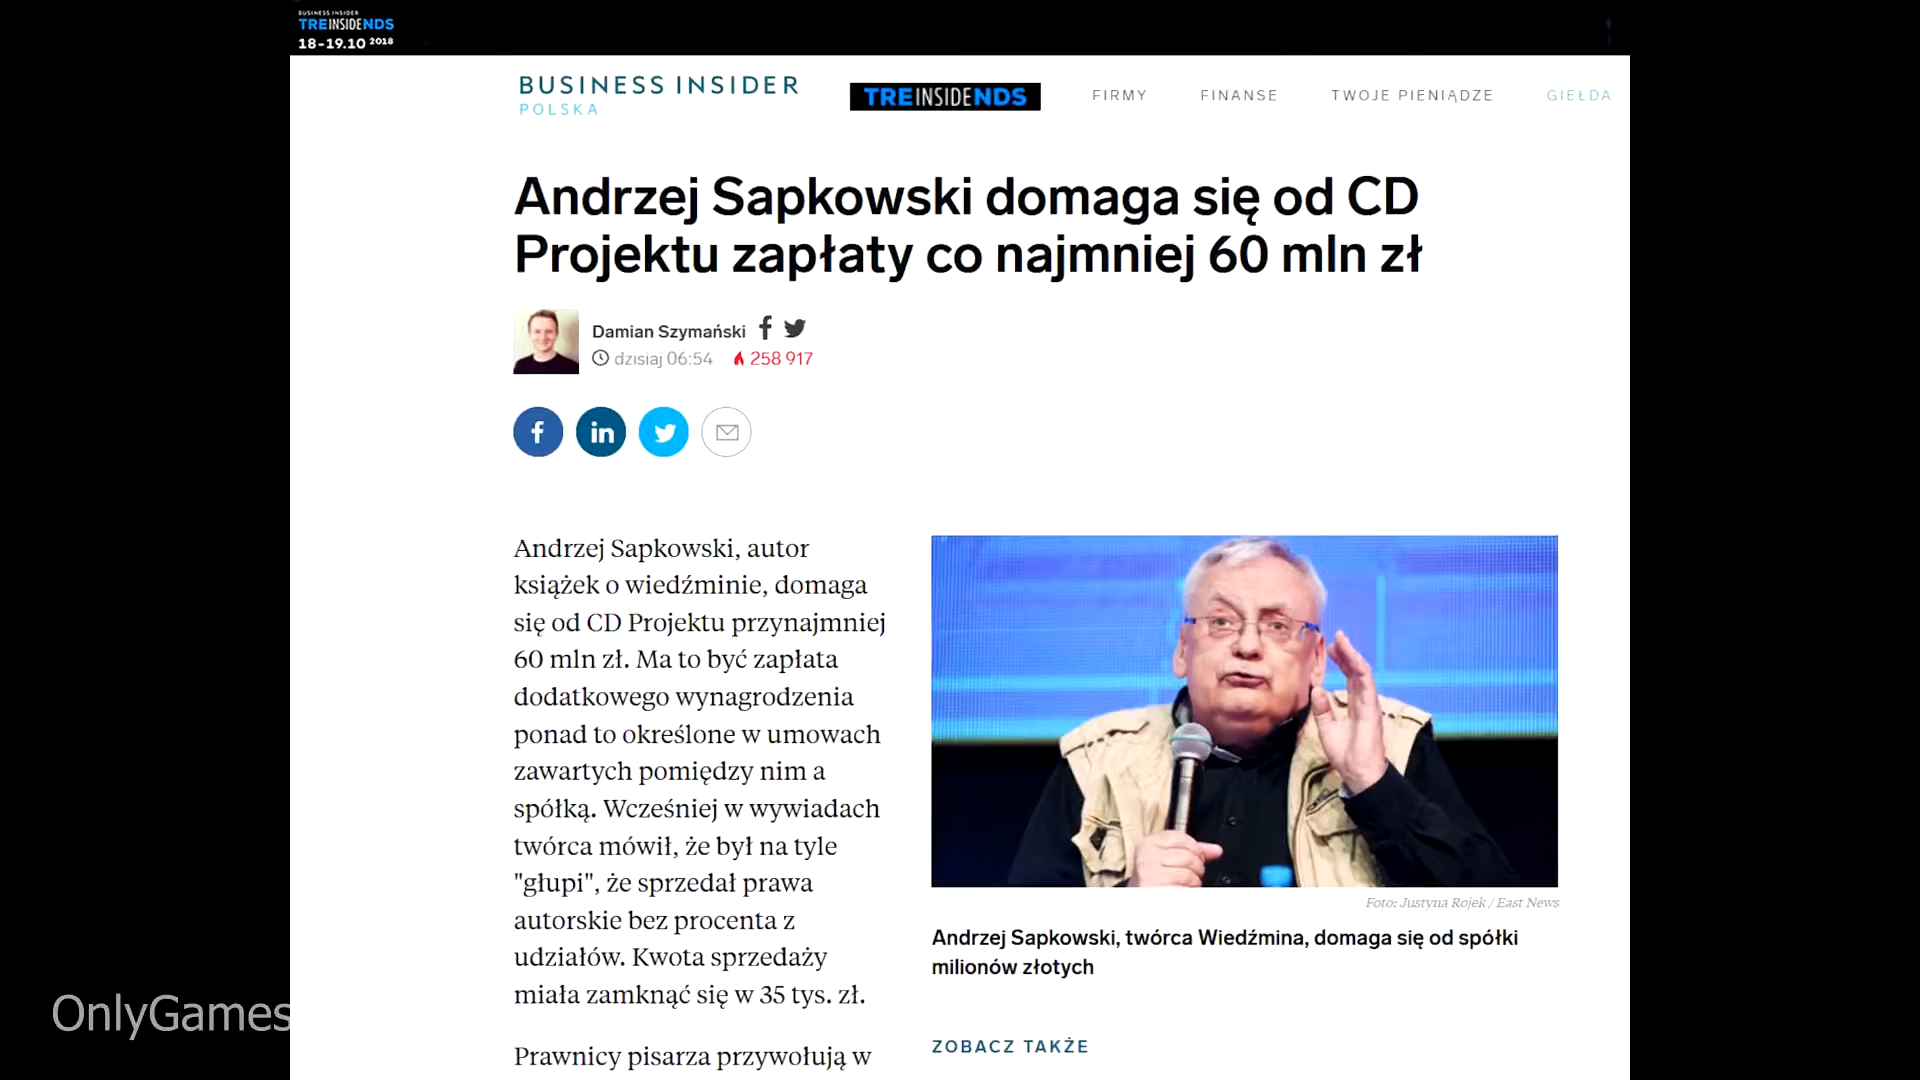 BUSINESS INSIDER
TREINSIDENDS
18-19.10 2018
BUSINESS INSIDER
POLSKA
TREINSIDENDS
FIRMY
FINANSE
TWOJE PIENIĄDZE
GIEŁDA
Andrzej Sapkowski domaga się od CD
Projektu zapłaty co najmniej 60 mln zł
Damian Szymański
dzisiaj 06:54 258 917
Andrzej Sapkowski, autor
książek o wiedźminie, domaga
się od CD Projektu przynajmniej
60 mln zł. Ma to być zapłata
dodatkowego wynagrodzenia
ponad to określone w umowach
zawartych pomiędzy nim a
spółką. Wcześniej w wywiadach
twórca mówił, że był na tyle
"głupi", że sprzedał prawa
autorskie bez procenta z
udziałów. Kwota sprzedaży
miała zamknąć się w 35 tys. zł.
Prawnicy pisarza przywołują w
Foto: Justyna Rojek / East News
Andrzej Sapkowski, twórca Wiedźmina, domaga się od spółki
milionów złotych
ZOBACZ TAKŻE
OnlyGames